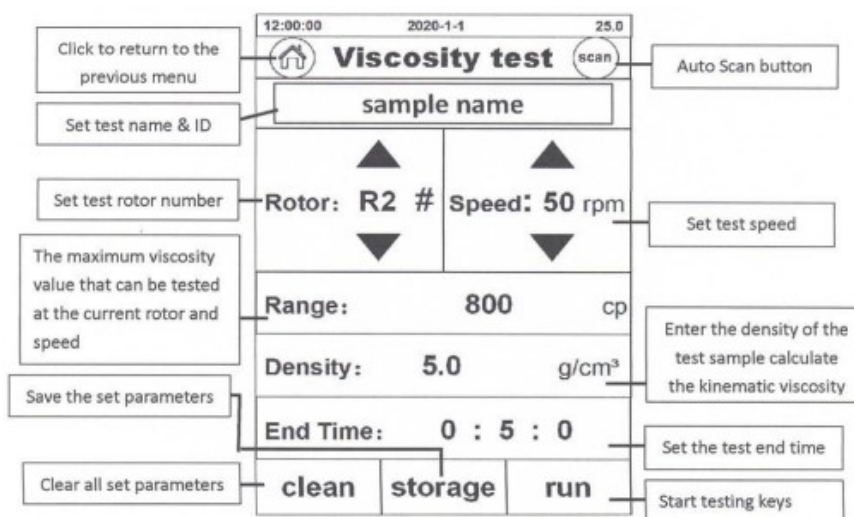 12:00:00 2020-1-1 25.0
Click to return to the
previous menu
Viscosity test
scan
Auto Scan button
sample name
Set test name & ID
Set test rotor number
Rotor: R2 # Speed: 50 rpm
Set test speed
The maximum viscosity
value that can be tested
at the current rotor and
speed
Range: 800 cp
Enter the density of the
test sample calculate
the kinematic viscosity
Density: 5.0 g/cm³
Save the set parameters
End Time: 0 : 5 : 0
Set the test end time
Clear all set parameters
clean storage run
Start testing keys